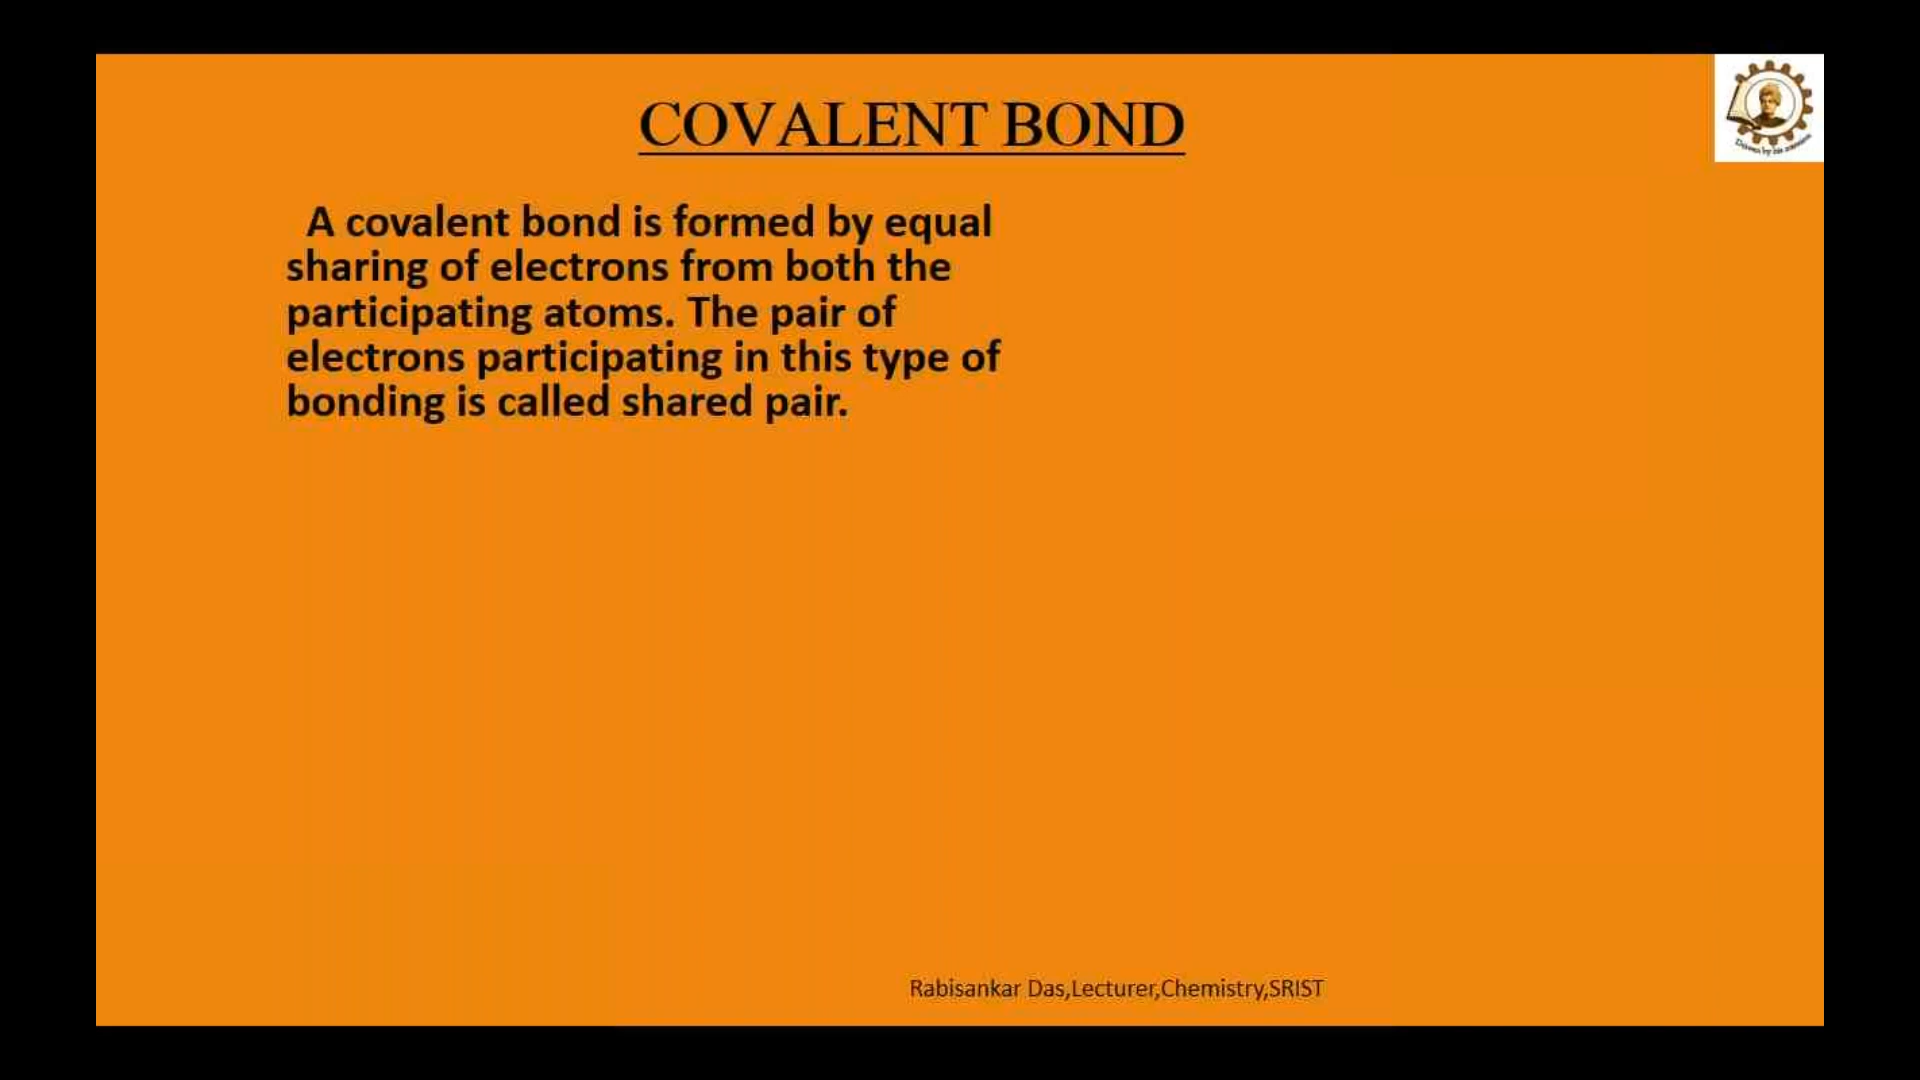 COVALENT BOND
A covalent bond is formed by equal
sharing of electrons from both the
participating atoms. The pair of
electrons participating in this type of
bonding is called shared pair.
Rabisankar Das,Lecturer,Chemistry,SRIST